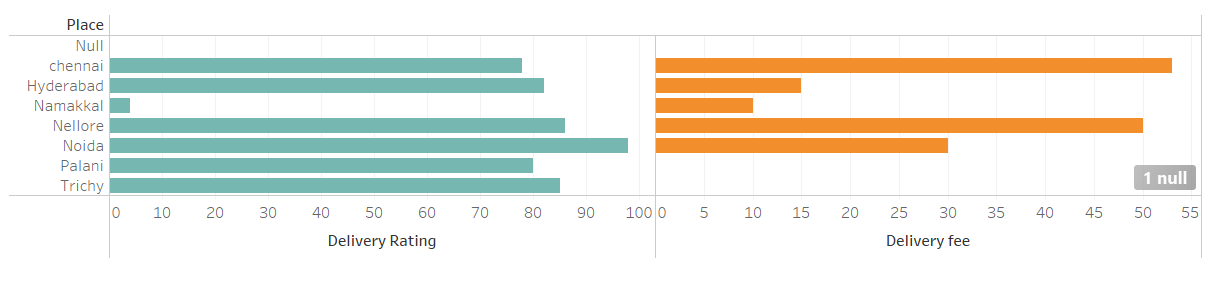 Place
Null
chennai
Hyderabad
Namakkal
Nellore
Noida
Palani
Trichy
1 null
0 10 20 30 40 50 60 70 80 90 100 0 5 10 15 20 25 30 35 40 45 50 55
Delivery Rating Delivery fee